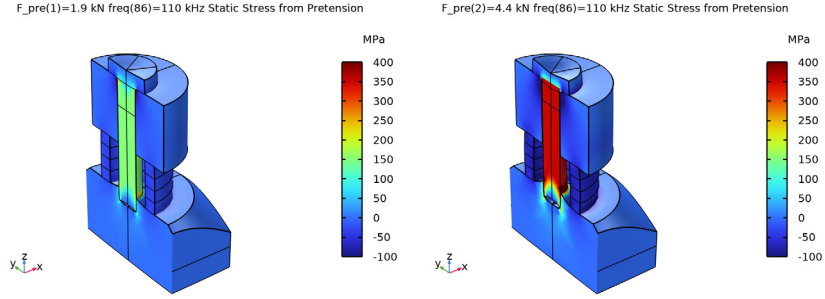 F_pre(1)=1.9 kN freq(86)=110 kHz Static Stress from Pretension
MPa
400
350
300
250
200
150
100
50
0
-50
-100
z
y
x
F_pre(2)=4.4 kN freq(86)=110 kHz Static Stress from Pretension
MPa
400
350
300
250
200
150
100
50
0
-50
-100
z
y
x